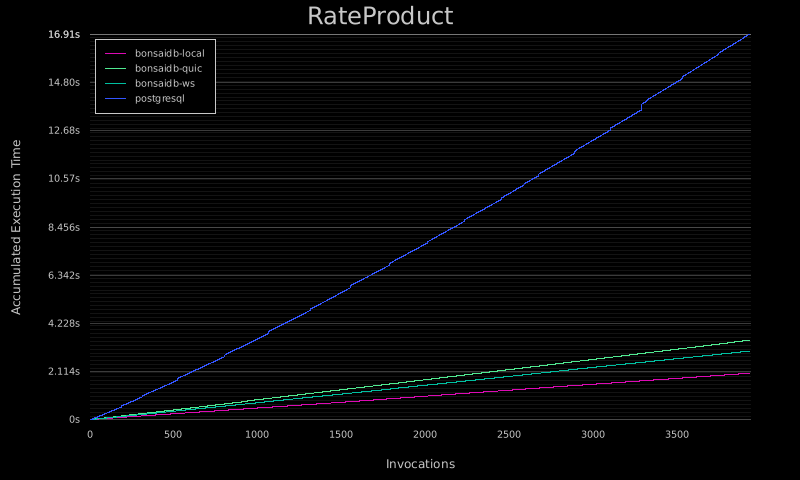 RateProduct
16.91s
14.80s
12.68s
10.57s
8.456s
6.342s
4.228s
2.114s
0s
Accumulated Execution Time
bonsaidb-local
bonsaidb-quic
bonsaidb-ws
postgresql
0 500 1000 1500 2000 2500 3000 3500
Invocations